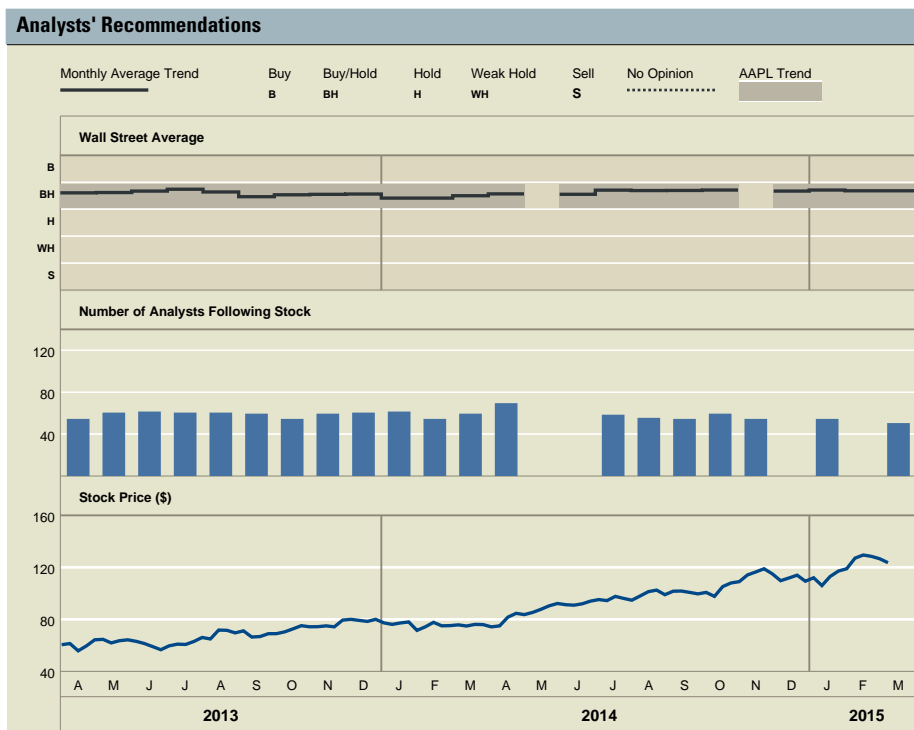 Analysts' Recommendations
Monthly Average Trend Buy Buy/Hold Hold Weak Hold Sell No Opinion AAPL Trend
B BH H WH S
Wall Street Average
B
BH
H
WH
S
Number of Analysts Following Stock
120
80
40
Stock Price ($)
160
120
80
40
A M J J A S O N D J F M A M J J A S O N D J F M
2013 2014 2015